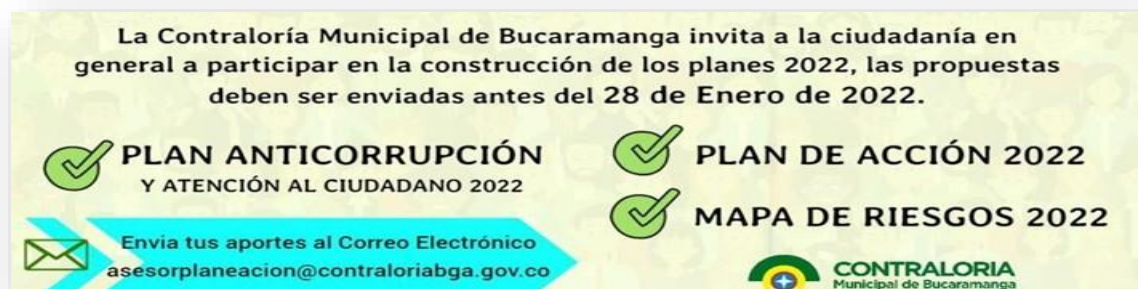 La Contraloría Municipal de Bucaramanga invita a la ciudadanía en
general a participar en la construcción de los planes 2022, las propuestas
deben ser enviadas antes del 28 de Enero de 2022.
PLAN ANTICORRUPCIÓN
Y ATENCIÓN AL CIUDADANO 2022
PLAN DE ACCIÓN 2022
MAPA DE RIESGOS 2022
Envia tus aportes al Correo Electrónico
asesorplaneacion@contraloriabga.gov.co
CONTRALORIA
Municipal de Bucaramanga